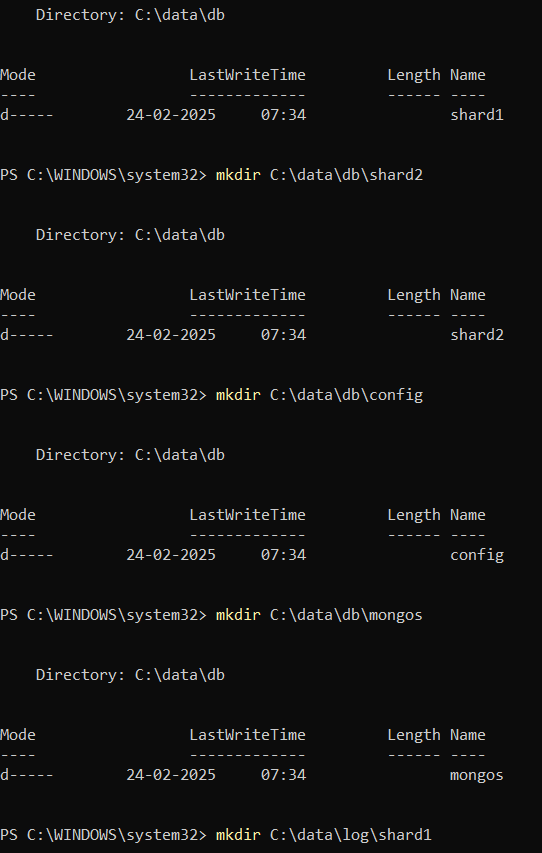 Directory: C:\data\db
Mode                 LastWriteTime         Length Name
----                 -------------         ------ ----
d-----        24-02-2025     07:34                shard1
PS C:\WINDOWS\system32> mkdir C:\data\db\shard2
    Directory: C:\data\db
Mode                 LastWriteTime         Length Name
----                 -------------         ------ ----
d-----        24-02-2025     07:34                shard2
PS C:\WINDOWS\system32> mkdir C:\data\db\config
    Directory: C:\data\db
Mode                 LastWriteTime         Length Name
----                 -------------         ------ ----
d-----        24-02-2025     07:34                config
PS C:\WINDOWS\system32> mkdir C:\data\db\mongos
    Directory: C:\data\db
Mode                 LastWriteTime         Length Name
----                 -------------         ------ ----
d-----        24-02-2025     07:34                mongos
PS C:\WINDOWS\system32> mkdir C:\data\log\shard1